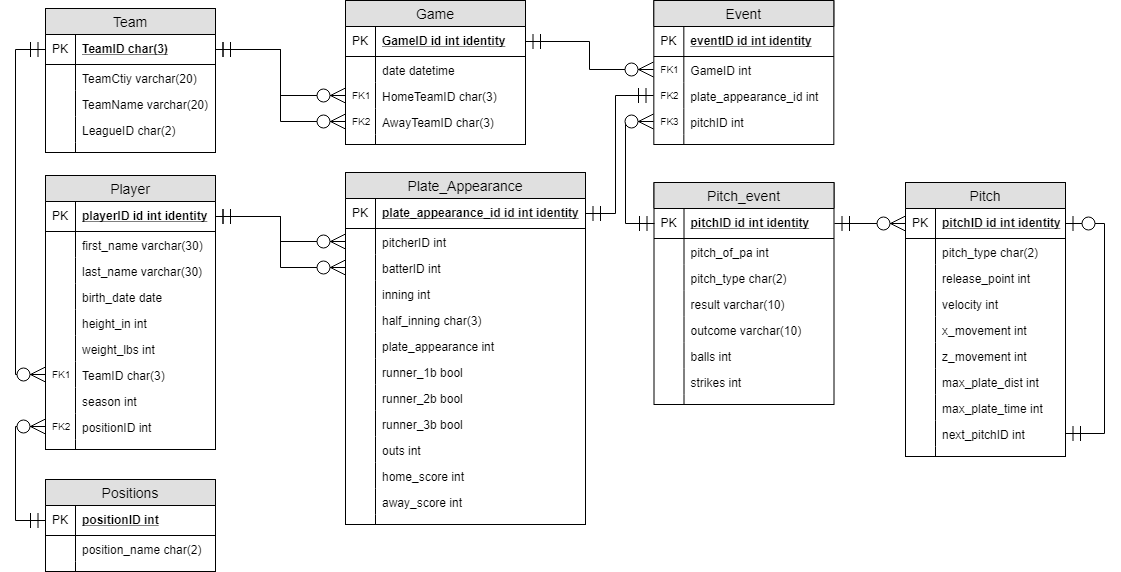 Team
PK TeamID char(3)
TeamCtiy varchar(20)
TeamName varchar(20)
LeagueID char(2)
Game
PK GameID id int identity
date datetime
FK1 HomeTeamID char(3)
FK2 AwayTeamID char(3)
Event
PK eventID id int identity
FK1 GameID int
FK2 plate_appearance_id int
FK3 pitchID int
Player
PK playerID id int identity
first_name varchar(30)
last_name varchar(30)
birth_date date
height_in int
weight_lbs int
FK1 TeamID char(3)
season int
FK2 positionID int
Plate_Appearance
PK plate_appearance_id id int identity
pitcherID int
batterID int
inning int
half_inning char(3)
plate_appearance int
runner_1b bool
runner_2b bool
runner_3b bool
outs int
home_score int
away_score int
Pitch_event
PK pitchID id int identity
pitch_of_pa int
pitch_type char(2)
result varchar(10)
outcome varchar(10)
balls int
strikes int
Pitch
PK pitchID id int identity
pitch_type char(2)
release_point int
velocity int
x_movement int
z_movement int
max_plate_dist int
max_plate_time int
next_pitchID int
Positions
PK positionID int
position_name char(2)